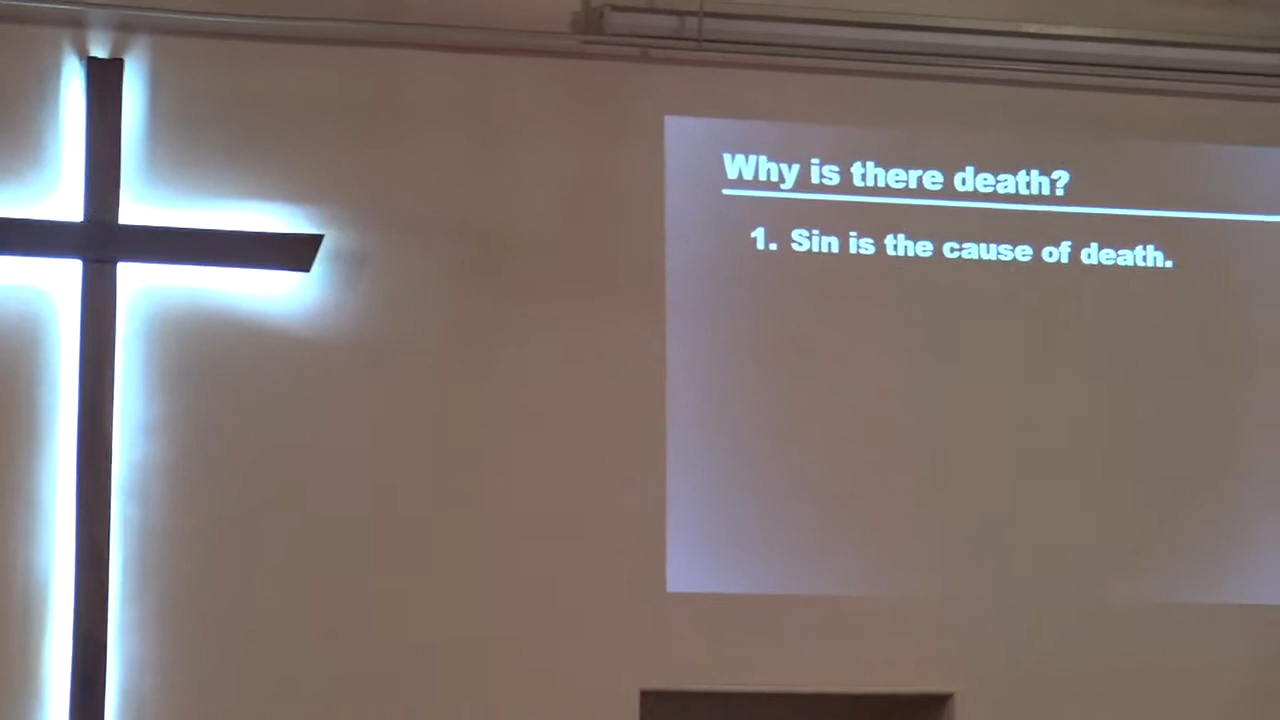 Why is there death?
1. Sin is the cause of death.